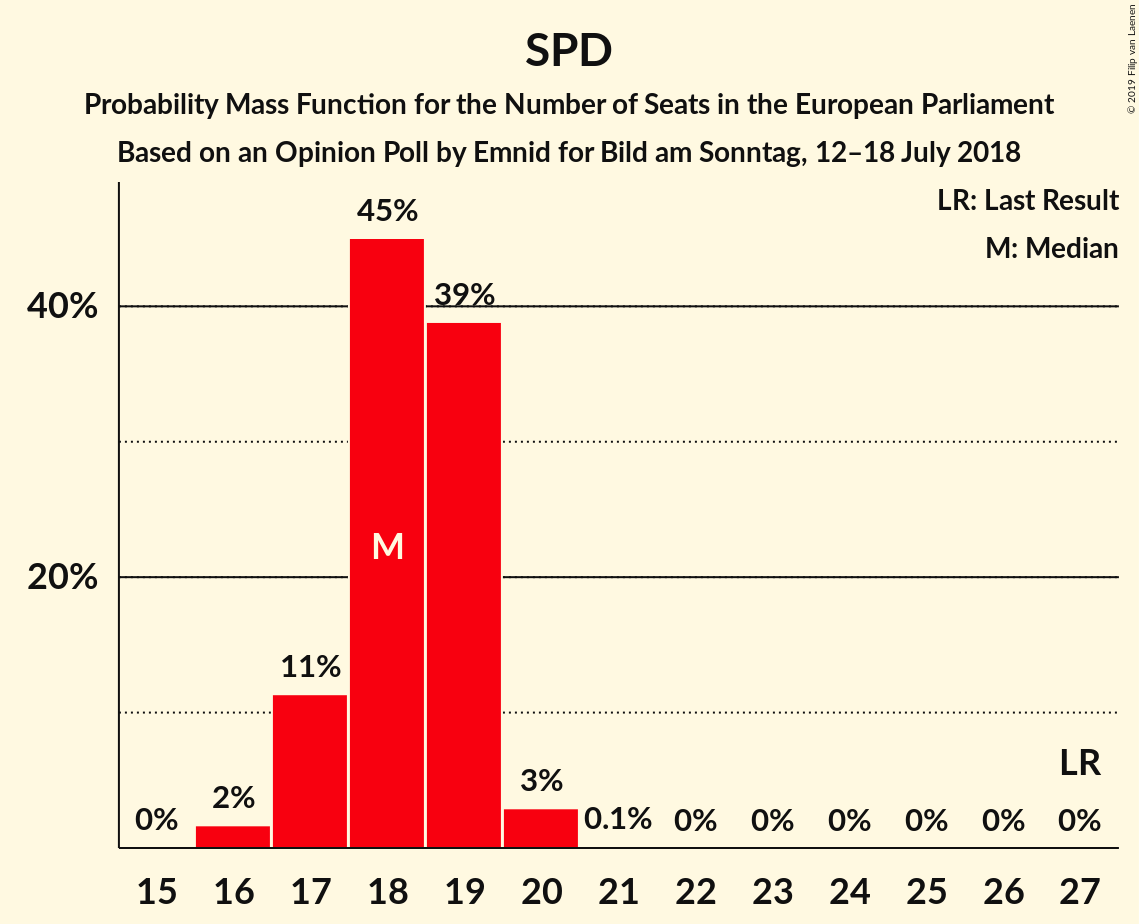 SPD
Probability Mass Function for the Number of Seats in the European Parliament
Based on an Opinion Poll by Emnid for Bild am Sonntag, 12–18 July 2018
© 2019 Filip van Laenen
LR: Last Result
M: Median
45%
39%
40%
M
20%
11%
LR
0%
2%
3%
0.1%
0%
0%
0%
0%
0%
0%
15 16 17 18 19 20 21 22 23 24 25 26 27